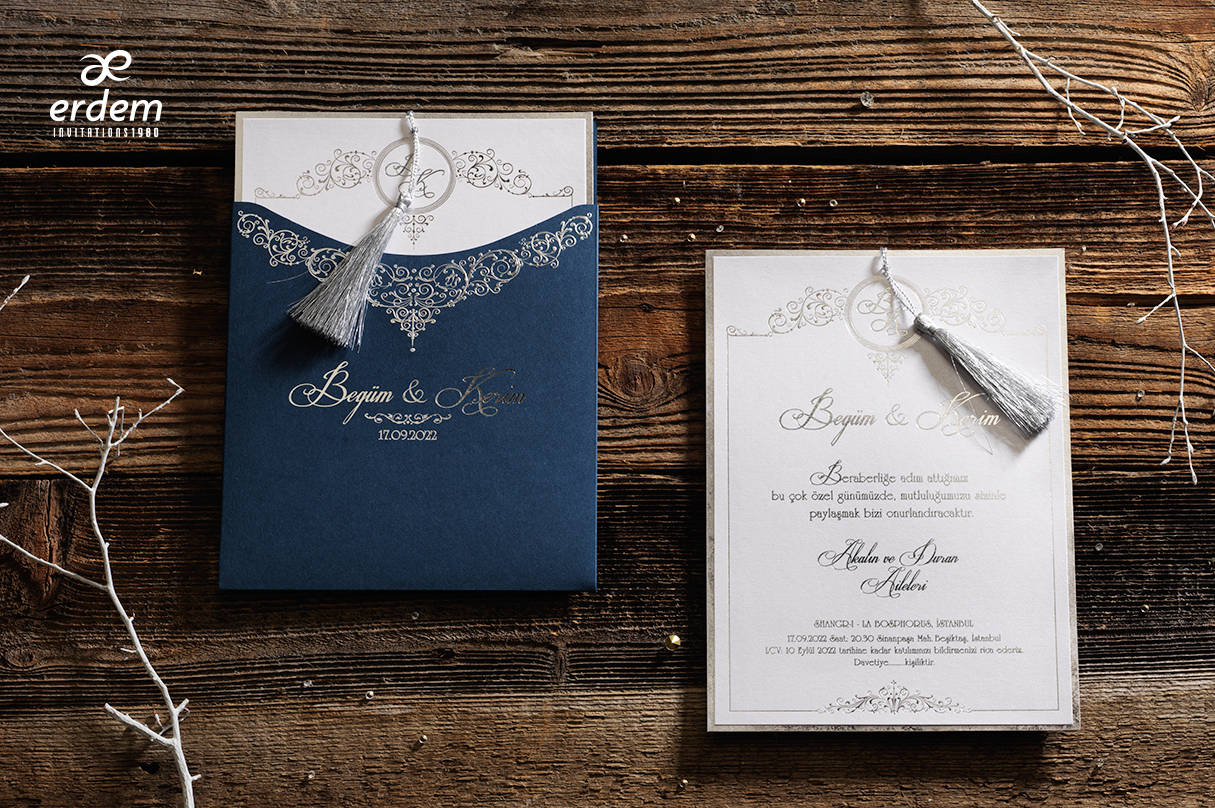 erdem
INVITATIONS1980
Begüm & Kerim
17.09.2022
Begüm & Kerim
Beraberliğe adım attığımız
bu çok özel günümüzde, mutluluğumuzu sizinle
paylaşmak bizi onurlandıracaktır.
Akalın ve Duran
Aileleri
SHANGRI - LA BOSPHORUS, İSTANBUL
17.09.2022 Saat: 20.30 Sinanpaşa Mah. Beşiktaş, İstanbul
LCV: 10 Eylül 2022 tarihine kadar katılımınızı bildirmenizi rica ederiz.
Davetiye........kişiliktir.